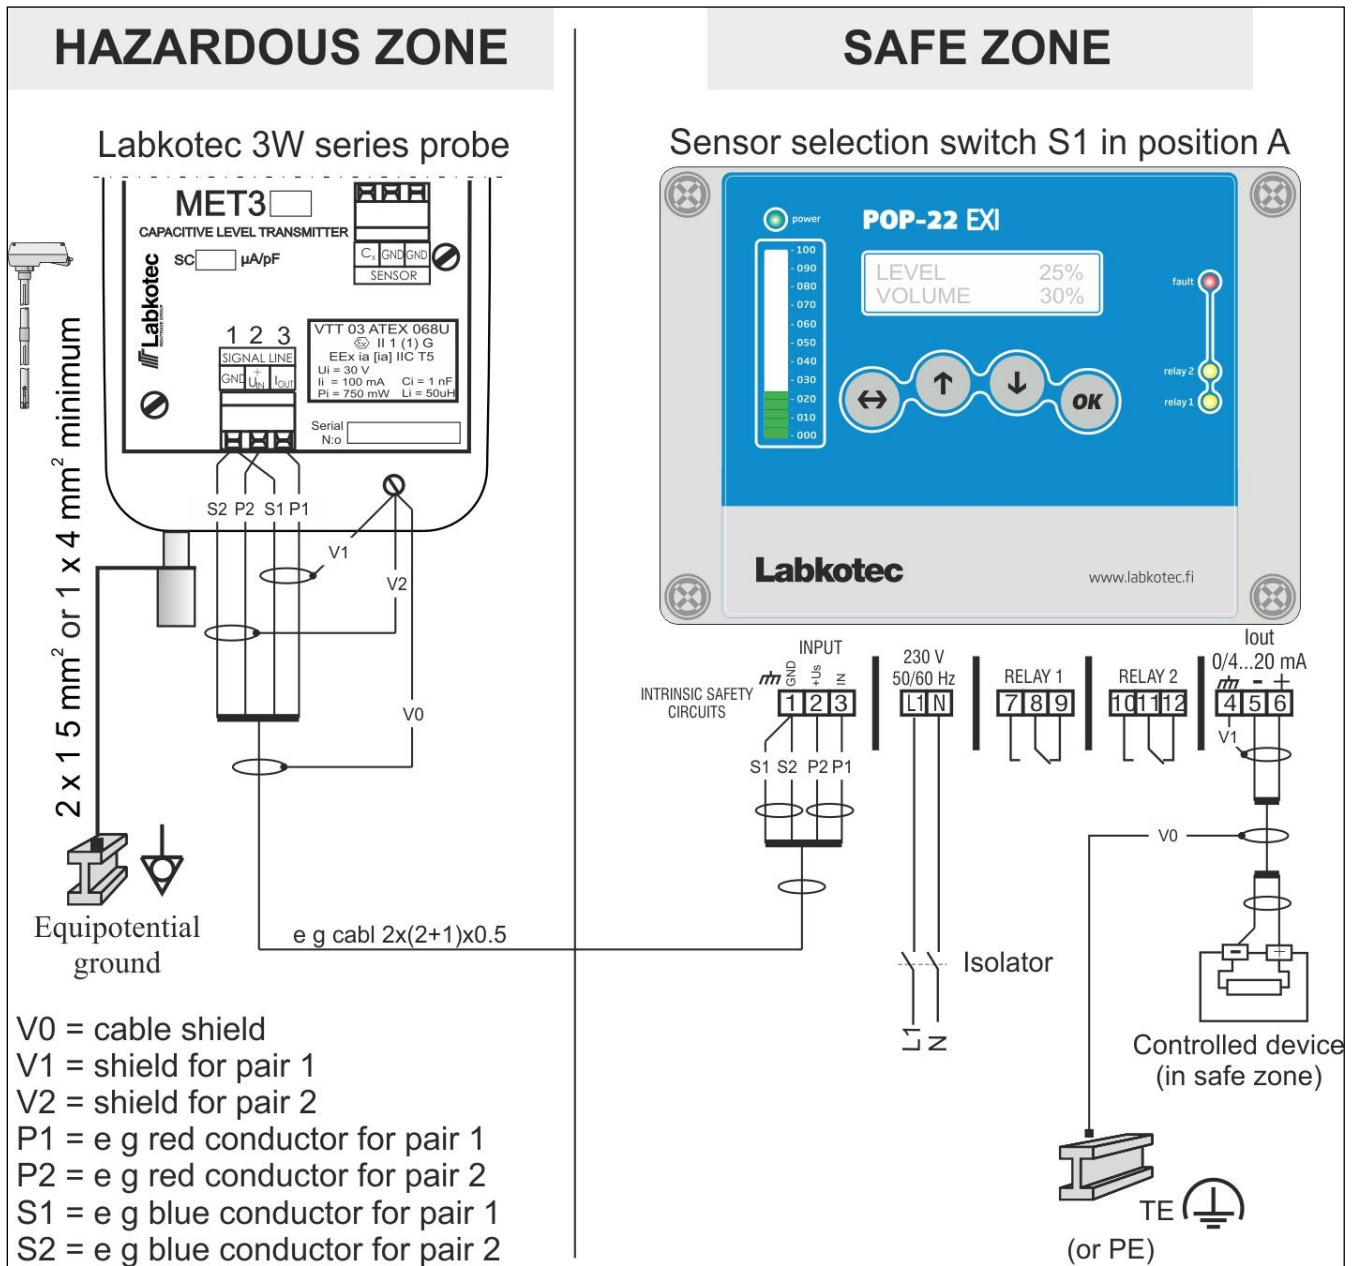 HAZARDOUS ZONE
SAFE ZONE
Labkotec 3W series probe
Sensor selection switch S1 in position A
MET3
CAPACITIVE LEVEL TRANSMITTER
SC µA/pF
Cx GND GND
SENSOR
Labkotec
1 2 3
SIGNAL LINE
GND +UIN IOUT
VTT 03 ATEX 068U
II 1 (1) G
EEx ia [ia] IIC T5
Ui = 30 V
Ii = 100 mA Ci = 1 nF
Pi = 750 mW Li = 50uH
Serial
N:o
S2 P2 S1 P1
V1
V2
V0
2 x 1 5 mm² or 1 x 4 mm² minimum
Equipotential
ground
e g cabl 2x(2+1)x0.5
power
POP-22 EXI
100
090
080
070
060
050
040
030
020
010
000
LEVEL 25%
VOLUME 30%
fault
relay 2
relay 1
OK
Labkotec
www.labkotec.fi
INPUT
GND +Us IN
INTRINSIC SAFETY
CIRCUITS
1 2 3
S1 S2 P2 P1
230 V
50/60 Hz
L1 N
RELAY 1
7 8 9
RELAY 2
10 11 12
Iout
0/4...20 mA
- +
4 5 6
V1
V0
Isolator
L1
N
- +
Controlled device
(in safe zone)
TE
(or PE)
V0 = cable shield
V1 = shield for pair 1
V2 = shield for pair 2
P1 = e g red conductor for pair 1
P2 = e g red conductor for pair 2
S1 = e g blue conductor for pair 1
S2 = e g blue conductor for pair 2